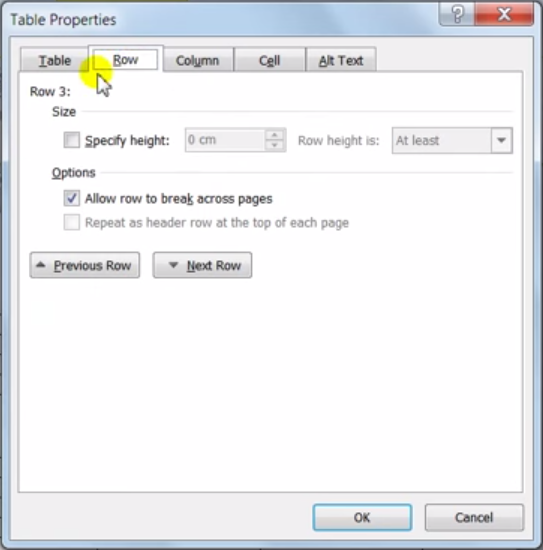 Table Properties
?
Table Row Column Cell Alt Text
Row 3:
Size
Specify height: 0 cm Row height is: At least
Options
Allow row to break across pages
Repeat as header row at the top of each page
Previous Row Next Row
OK Cancel